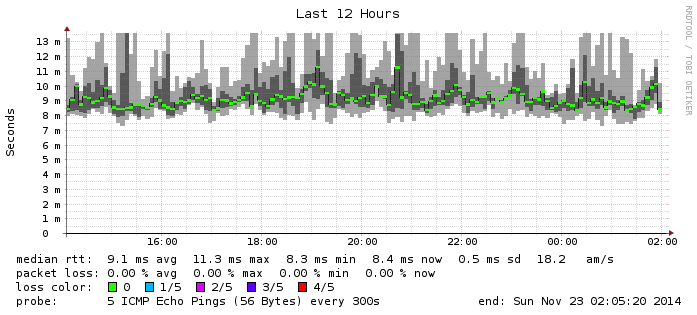 Last 12 Hours
RRDTOOL / TOBI OETIKER
Seconds
13 m
12 m
11 m
10 m
9 m
8 m
7 m
6 m
5 m
4 m
3 m
2 m
1 m
0
16:00 18:00 20:00 22:00 00:00 02:00
median rtt: 9.1 ms avg 11.3 ms max 8.3 ms min 8.4 ms now 0.5 ms sd 18.2 am/s
packet loss: 0.00 % avg 0.00 % max 0.00 % min 0.00 % now
loss color: 0 1/5 2/5 3/5 4/5
probe: 5 ICMP Echo Pings (56 Bytes) every 300s end: Sun Nov 23 02:05:20 2014